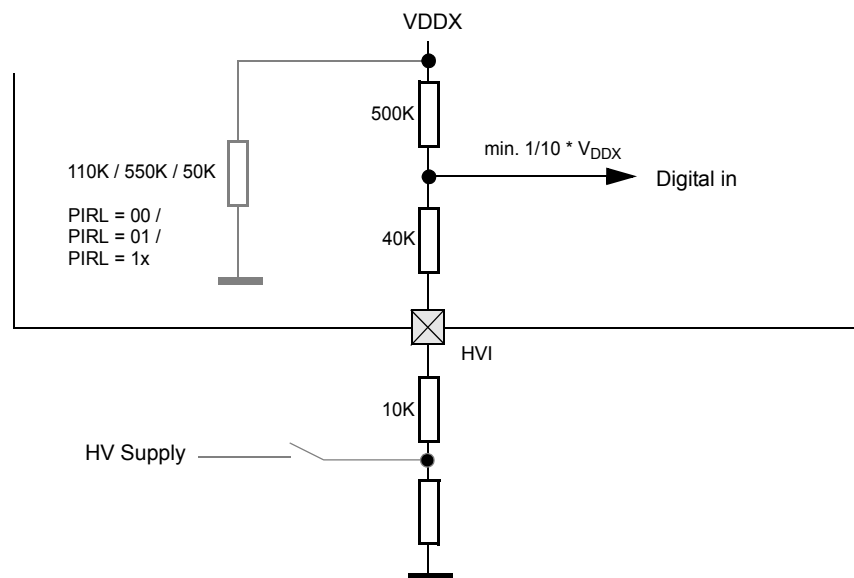 VDDX
500K
min. 1/10 * VDDX
110K / 550K / 50K
Digital in
PIRL = 00 /
PIRL = 01 /
PIRL = 1x
40K
HVI
10K
HV Supply